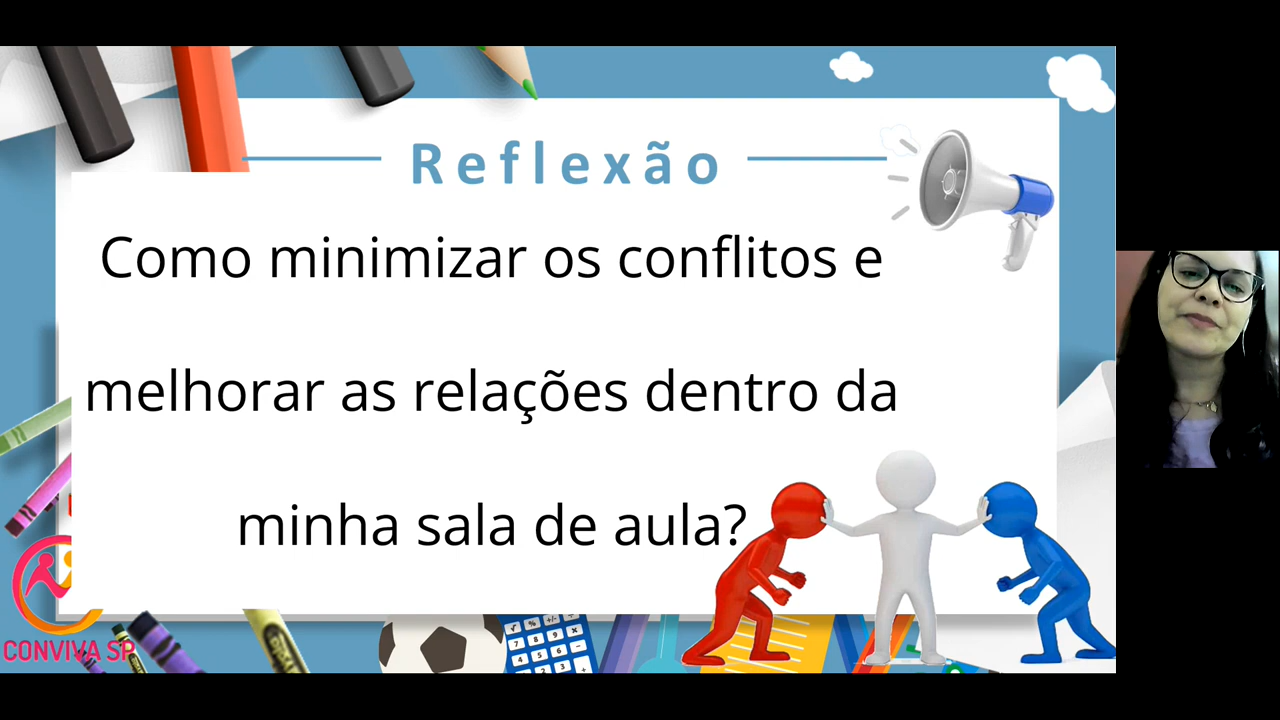 Reflexão
Como minimizar os conflitos e
melhorar as relações dentro da
minha sala de aula?
CONVIVA SP